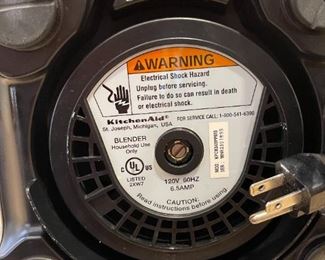 WARNING
Electrical Shock Hazard
Unplug before servicing.
Failure to do so can result in death
or electrical shock.
KitchenAid®
FOR SERVICE CALL: 1-800-541-6390
St. Joseph, Michigan, USA
BLENDER
Household Use
Only
UL
LISTED
2XW7
120V 60HZ
6.5AMP
CAUTION:
Read instructions before using.